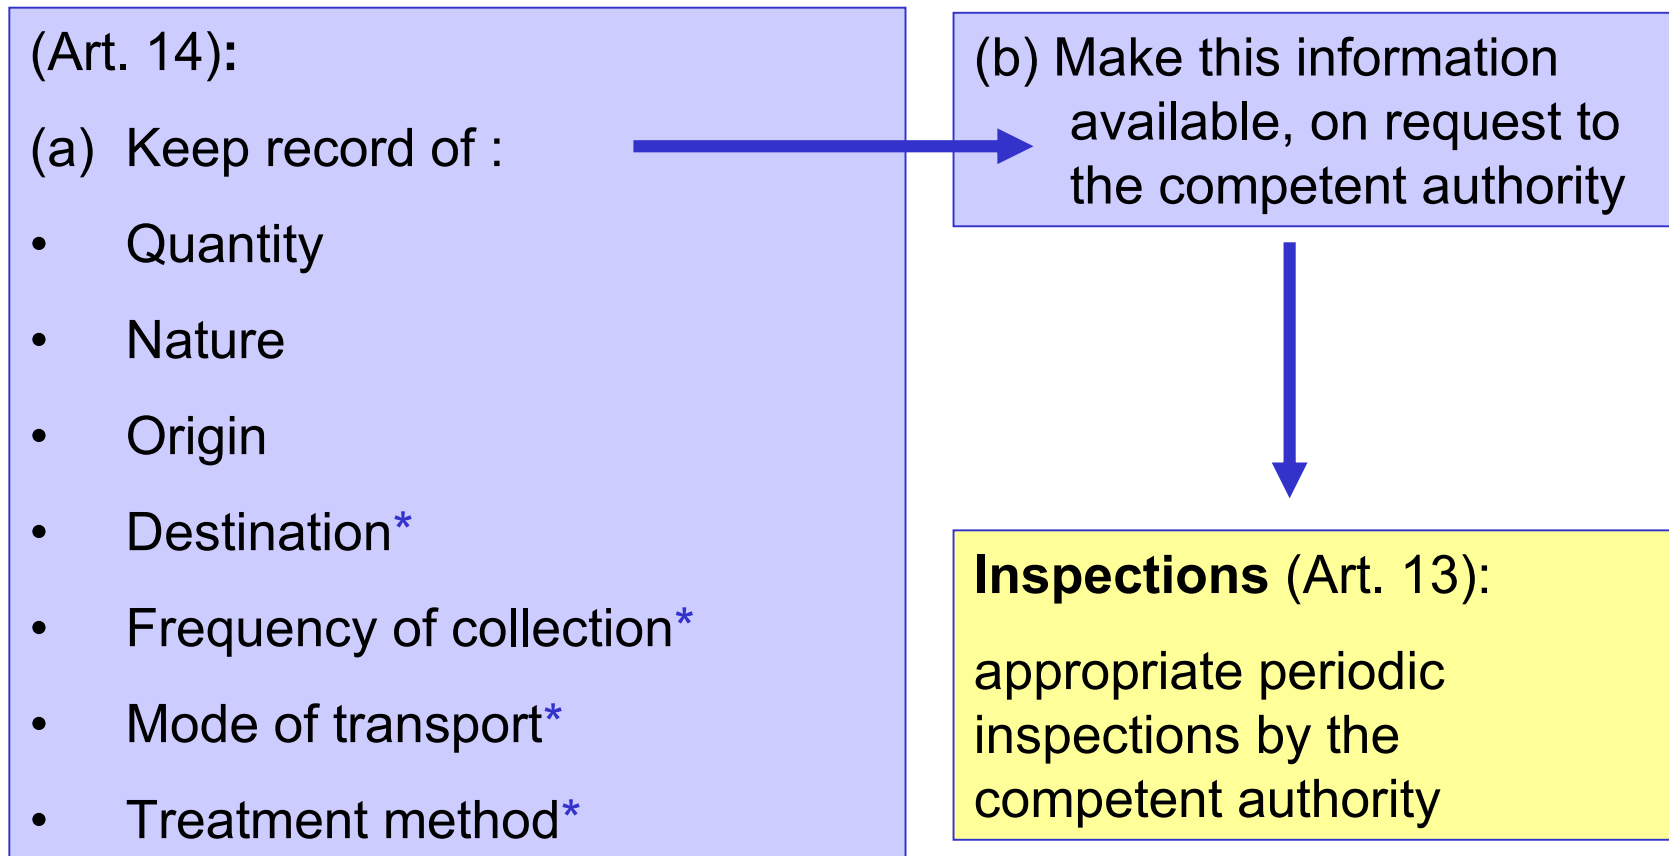 (Art. 14):
(a) Keep record of :
• Quantity
• Nature
• Origin
• Destination*
• Frequency of collection*
• Mode of transport*
• Treatment method*
(b) Make this information
available, on request to
the competent authority
Inspections (Art. 13):
appropriate periodic
inspections by the
competent authority